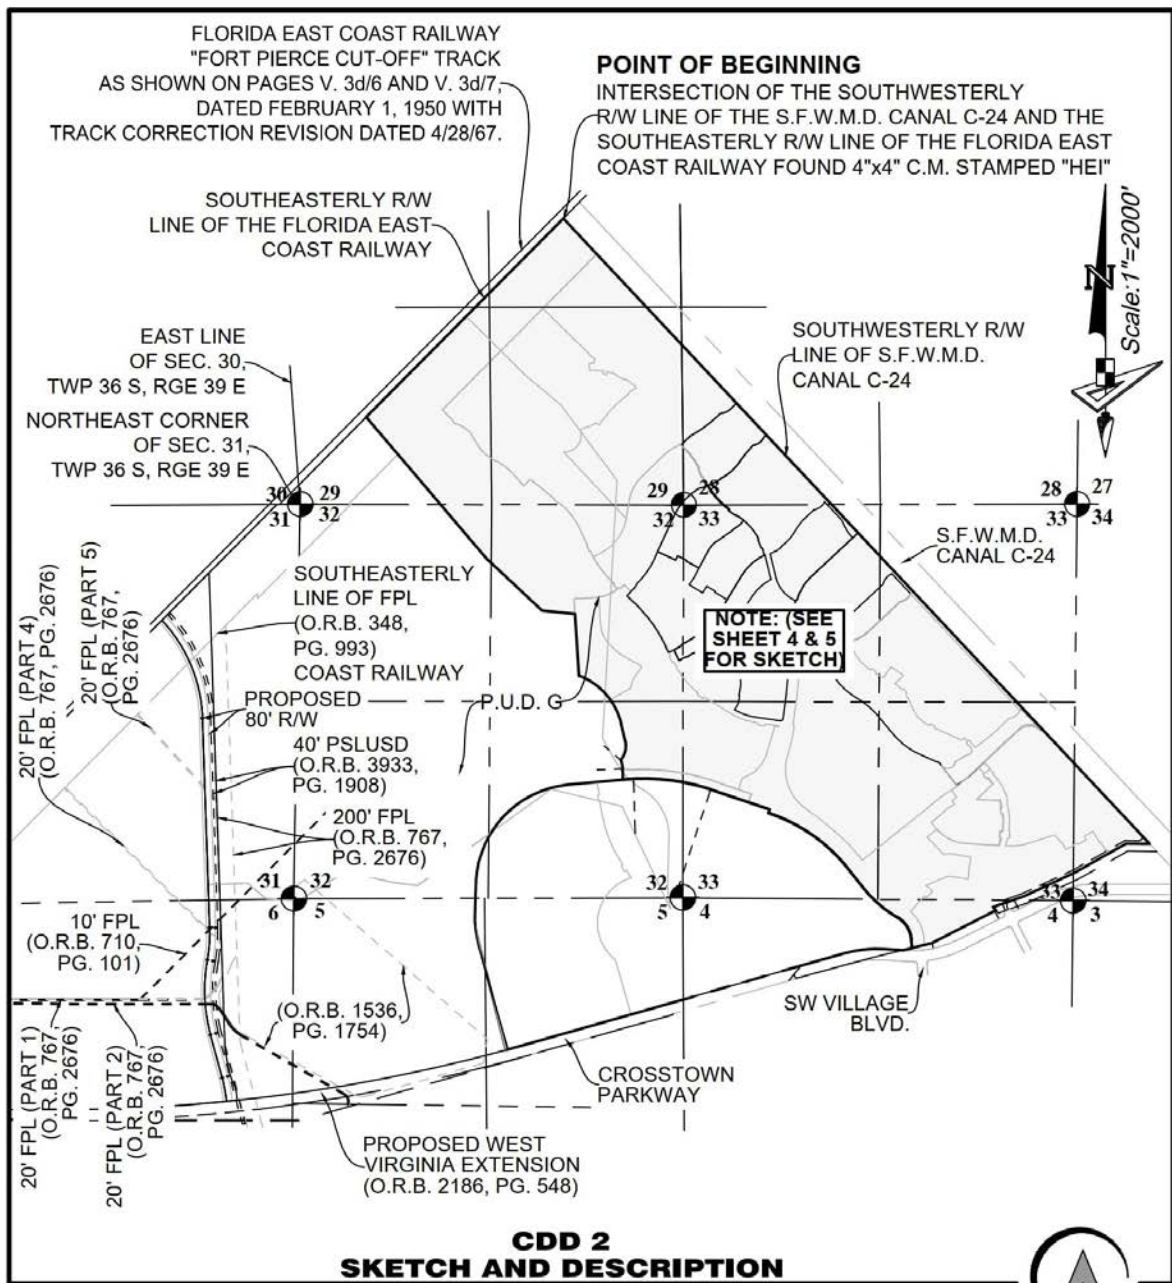 FLORIDA EAST COAST RAILWAY
"FORT PIERCE CUT-OFF" TRACK
AS SHOWN ON PAGES V. 3d/6 AND V. 3d/7,
DATED FEBRUARY 1, 1950 WITH
TRACK CORRECTION REVISION DATED 4/28/67.
POINT OF BEGINNING
INTERSECTION OF THE SOUTHWESTERLY
R/W LINE OF THE S.F.W.M.D. CANAL C-24 AND THE
SOUTHEASTERLY R/W LINE OF THE FLORIDA EAST
COAST RAILWAY FOUND 4"x4" C.M. STAMPED "HEI"
SOUTHEASTERLY R/W
LINE OF THE FLORIDA EAST
COAST RAILWAY
N
Scale:1"=2000'
EAST LINE
OF SEC. 30,
TWP 36 S, RGE 39 E
SOUTHWESTERLY R/W
LINE OF S.F.W.M.D.
CANAL C-24
NORTHEAST CORNER
OF SEC. 31,
TWP 36 S, RGE 39 E
30 29
31 32
29 28
32 33
28 27
33 34
S.F.W.M.D.
CANAL C-24
20' FPL (PART 4)
(O.R.B. 767, PG. 2676)
20' FPL (PART 5)
(O.R.B. 767,
PG. 2676)
SOUTHEASTERLY
LINE OF FPL
(O.R.B. 348,
PG. 993)
COAST RAILWAY
NOTE: (SEE
SHEET 4 & 5
FOR SKETCH)
PROPOSED
80' R/W
P.U.D. G
40' PSLUSD
(O.R.B. 3933,
PG. 1908)
200' FPL
(O.R.B. 767,
PG. 2676)
31 32
6 5
32 33
5 4
33 34
4 3
10' FPL
(O.R.B. 710,
PG. 101)
(O.R.B. 1536,
PG. 1754)
SW VILLAGE
BLVD.
20' FPL (PART 1)
(O.R.B. 767,
PG. 2676)
20' FPL (PART 2)
(O.R.B. 767,
PG. 2676)
CROSSTOWN
PARKWAY
PROPOSED WEST
VIRGINIA EXTENSION
(O.R.B. 2186, PG. 548)
CDD 2
SKETCH AND DESCRIPTION